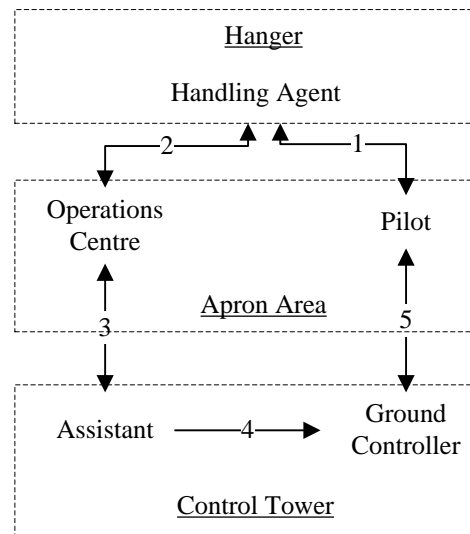 Hanger
Handling Agent
2
1
Operations
Centre
Pilot
Apron Area
3
5
Assistant
4
Ground
Controller
Control Tower